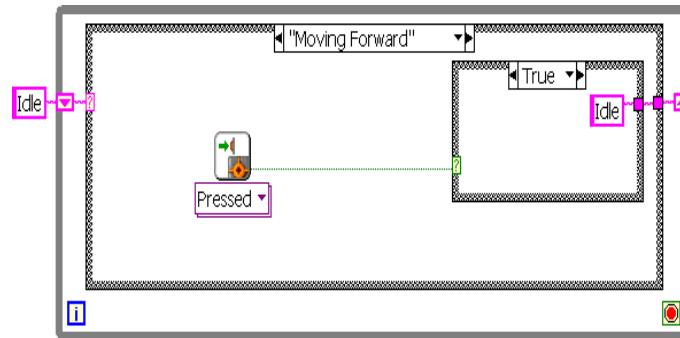 "Moving Forward"
True
Idle
Idle
?
?
Pressed
i